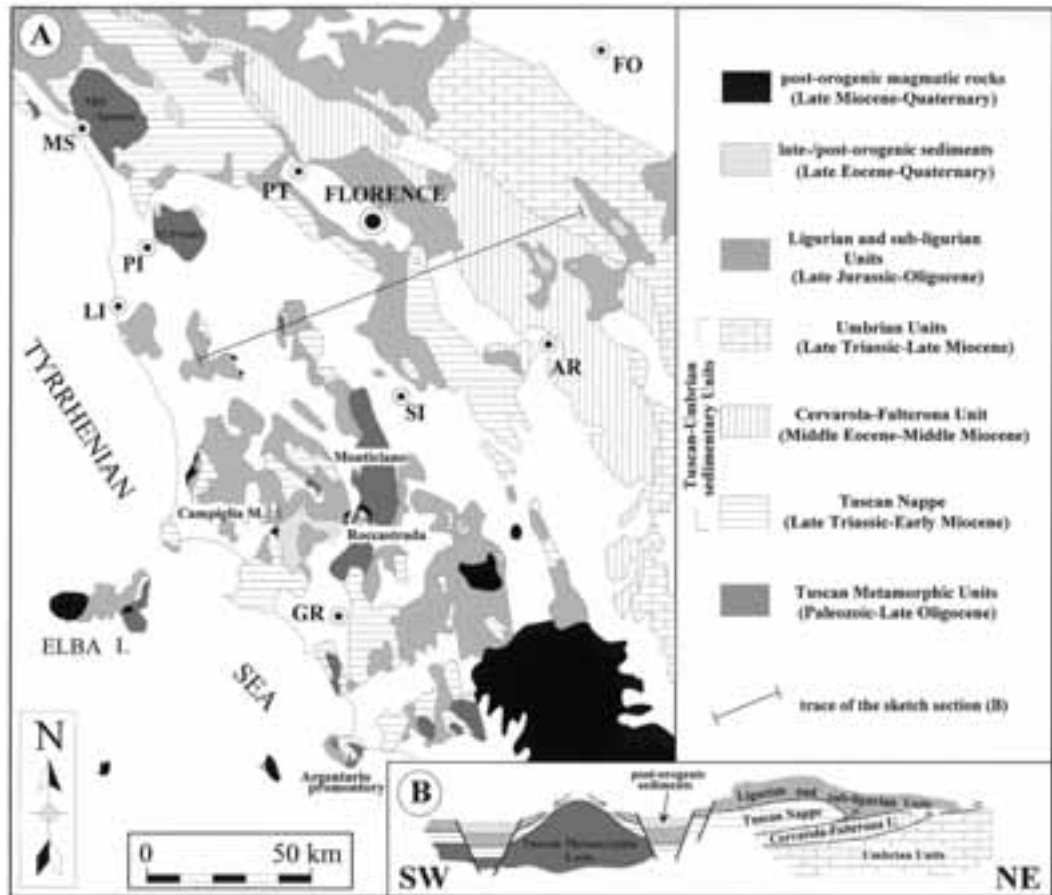 A
FO
MS
PT
FLORENCE
PI
LI
AR
SI
TYRRHENIAN
SEA
Monticiano
Campiglia M.
Roccastrada
GR
ELBA I.
Argentario
promontory
N
0 50 km
post-orogenic magmatic rocks
(Late Miocene-Quaternary)
late-/post-orogenic sediments
(Late Eocene-Quaternary)
Ligurian and sub-ligurian
Units
(Late Jurassic-Oligocene)
Tuscan-Umbrian
sedimentary Units
Umbrian Units
(Late Triassic-Late Miocene)
Cervarola-Falterona Unit
(Middle Eocene-Middle Miocene)
Tuscan Nappe
(Late Triassic-Early Miocene)
Tuscan Metamorphic Units
(Paleozoic-Late Oligocene)
trace of the sketch section (B)
B
post-orogenic
sediments
Ligurian and sub-ligurian Units
Tuscan Nappe
Cervarola-Falterona U.
Tuscan Metamorphic
Units
Umbrian Units
SW
NE